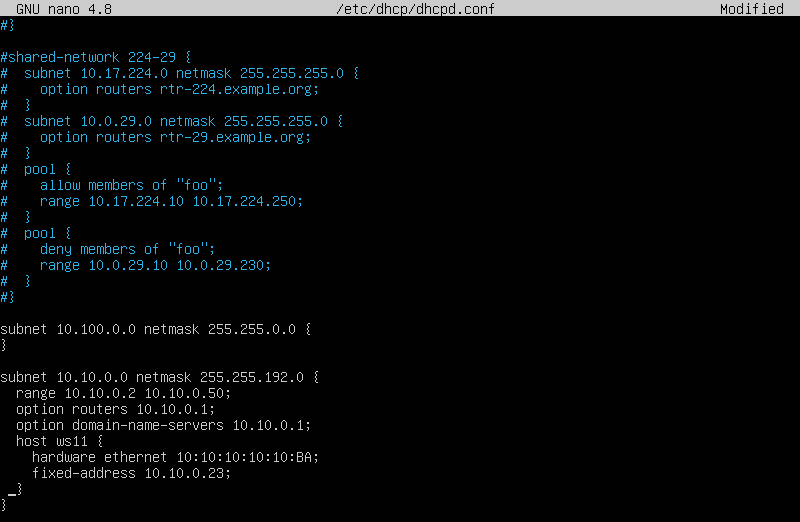 GNU nano 4.8 /etc/dhcp/dhcpd.conf Modified
#}

#shared-network 224-29 {
#  subnet 10.17.224.0 netmask 255.255.255.0 {
#    option routers rtr-224.example.org;
#  }
#  subnet 10.0.29.0 netmask 255.255.255.0 {
#    option routers rtr-29.example.org;
#  }
#  pool {
#    allow members of "foo";
#    range 10.17.224.10 10.17.224.250;
#  }
#  pool {
#    deny members of "foo";
#    range 10.0.29.10 10.0.29.230;
#  }
#}

subnet 10.100.0.0 netmask 255.255.0.0 {
}

subnet 10.10.0.0 netmask 255.255.192.0 {
  range 10.10.0.2 10.10.0.50;
  option routers 10.10.0.1;
  option domain-name-servers 10.10.0.1;
  host ws11 {
    hardware ethernet 10:10:10:10:10:BA;
    fixed-address 10.10.0.23;
  }
}